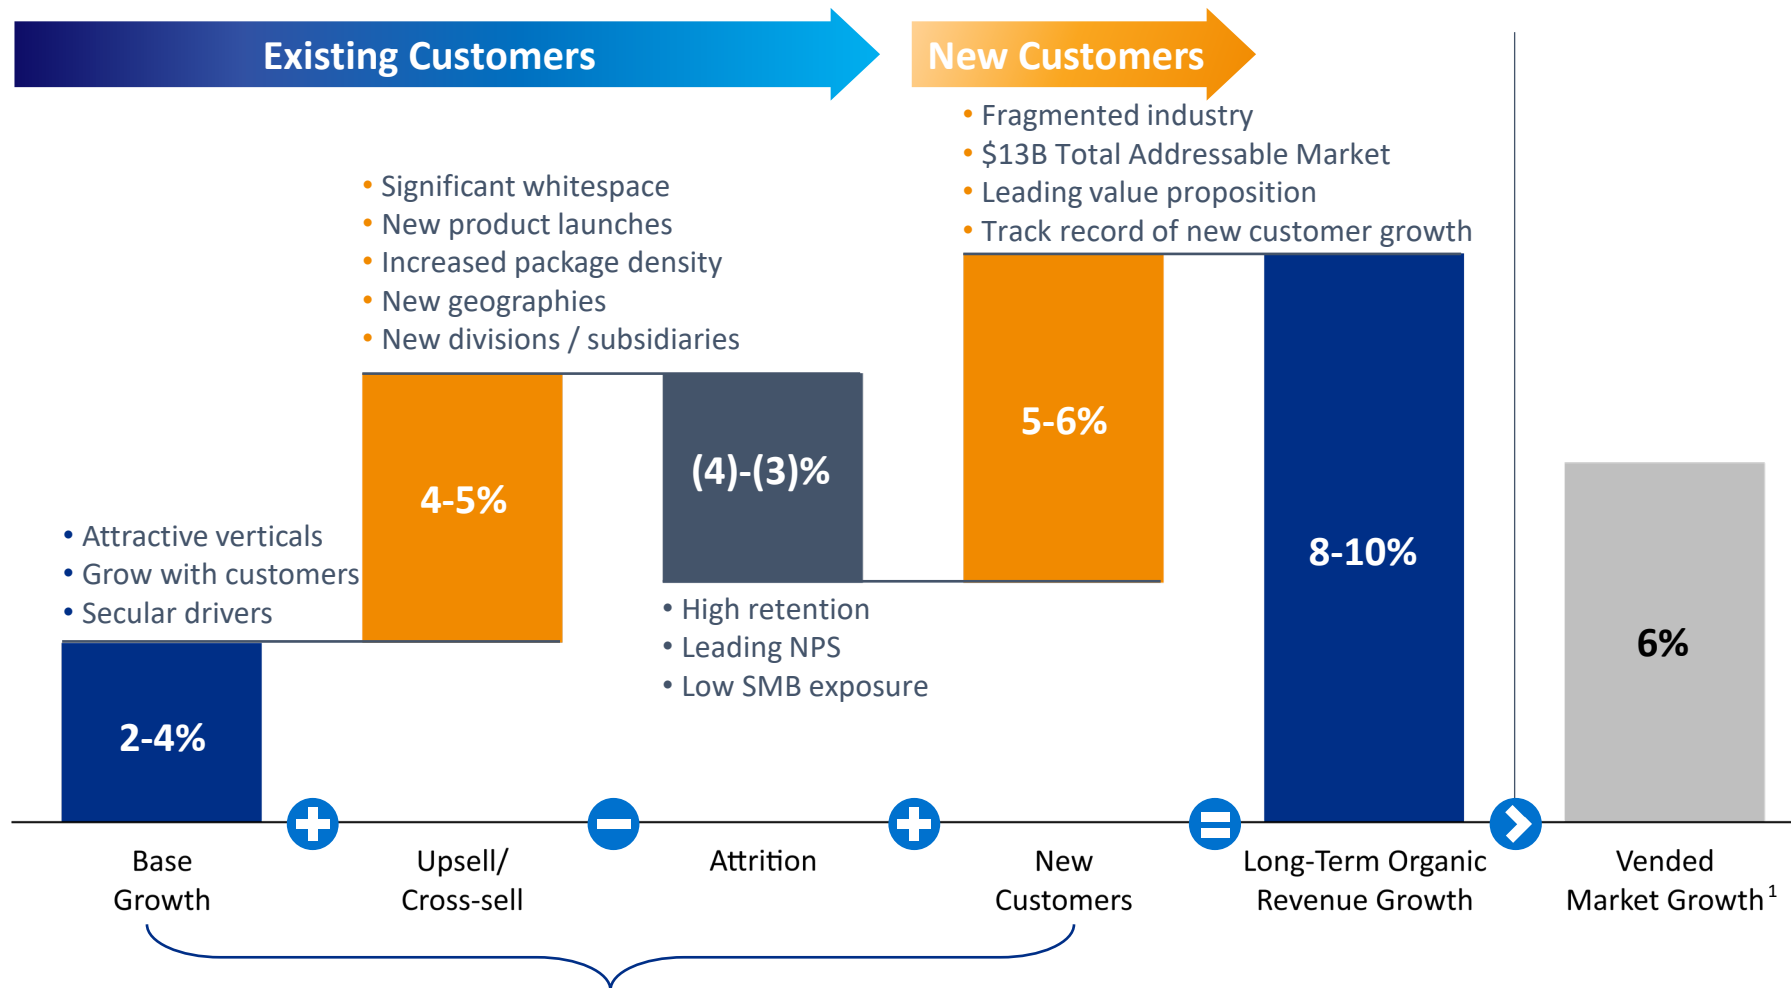 Existing Customers
New Customers
• Fragmented industry
• $13B Total Addressable Market
• Leading value proposition
• Track record of new customer growth
• Significant whitespace
• New product launches
• Increased package density
• New geographies
• New divisions / subsidiaries
• Attractive verticals
• Grow with customers
• Secular drivers
• High retention
• Leading NPS
• Low SMB exposure
2-4%
4-5%
(4)-(3)%
5-6%
8-10%
6%
Base
Growth
Upsell/
Cross-sell
Attrition
New
Customers
Long-Term Organic
Revenue Growth
Vended
Market Growth1